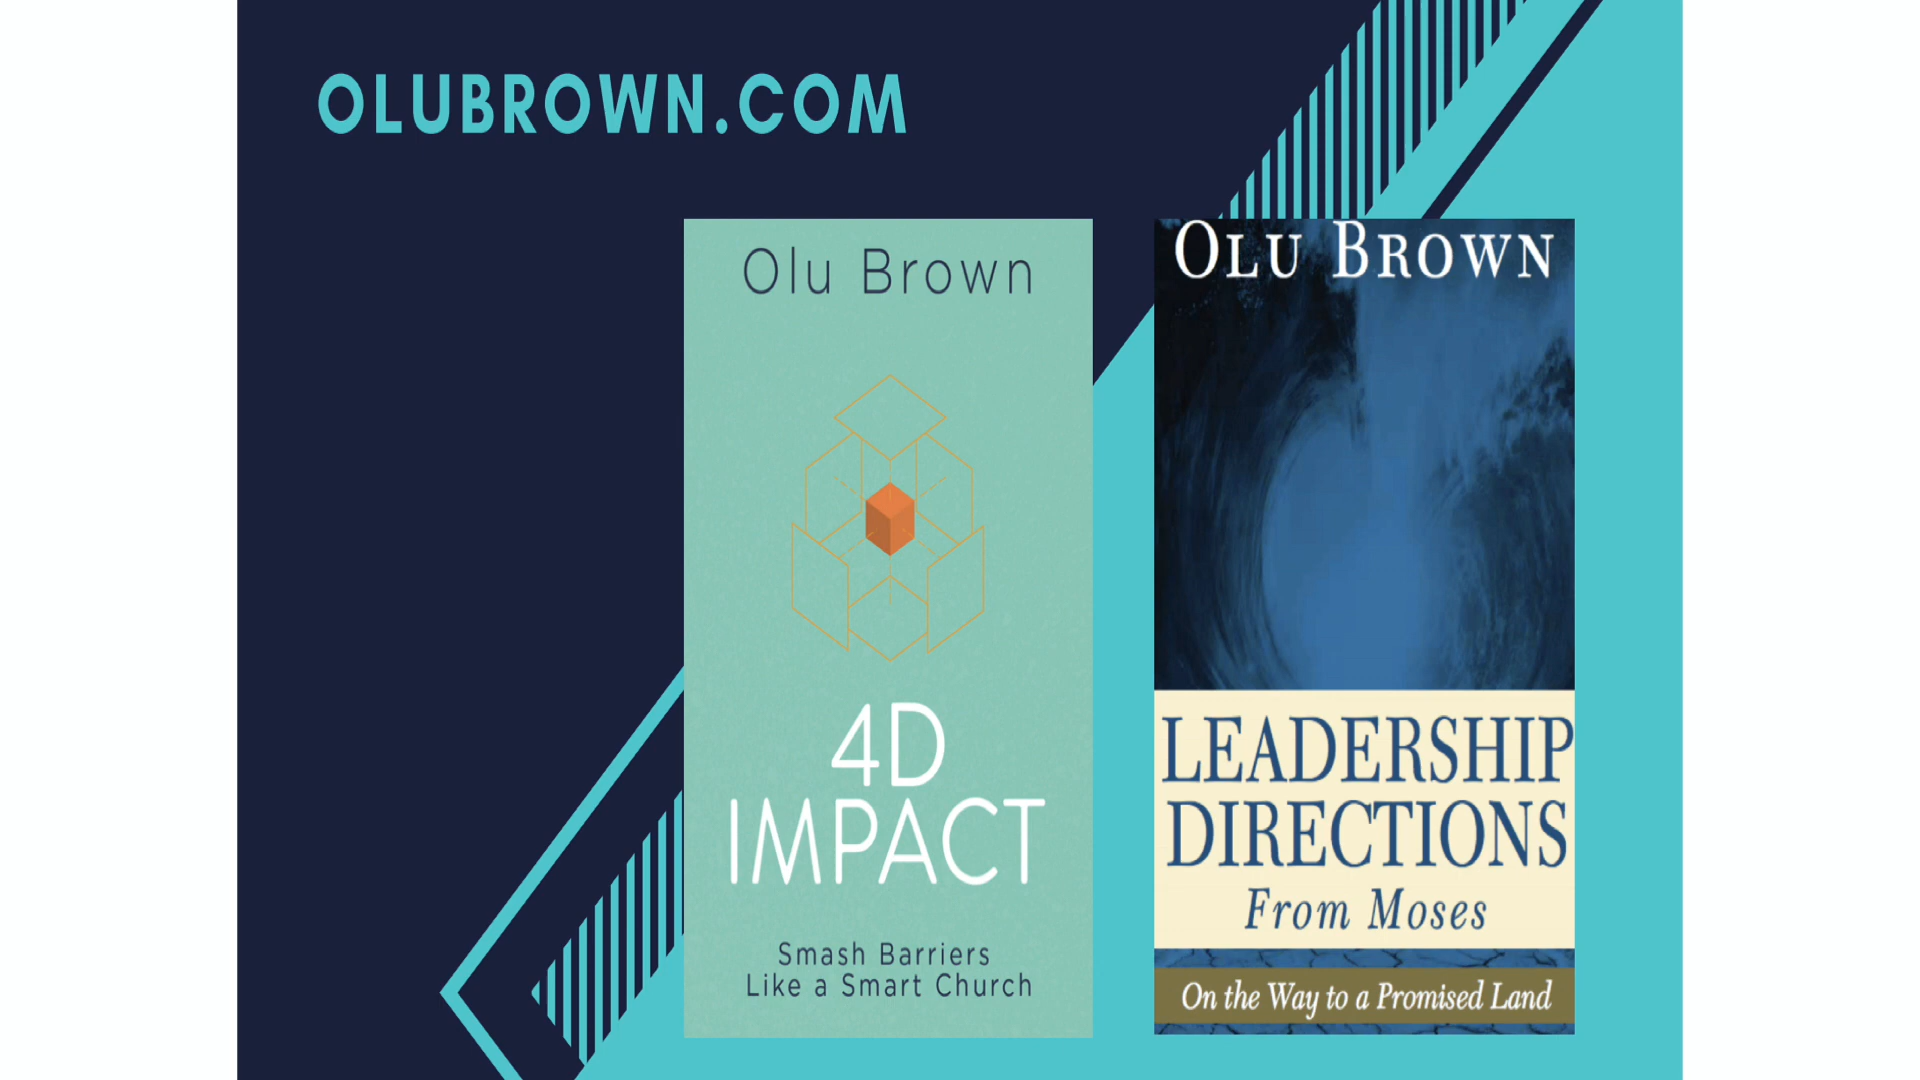 OLUBROWN.COM
Olu Brown
4D
IMPACT
Smash Barriers
Like a Smart Church
OLU BROWN
LEADERSHIP
DIRECTIONS
From Moses
On the Way to a Promised Land